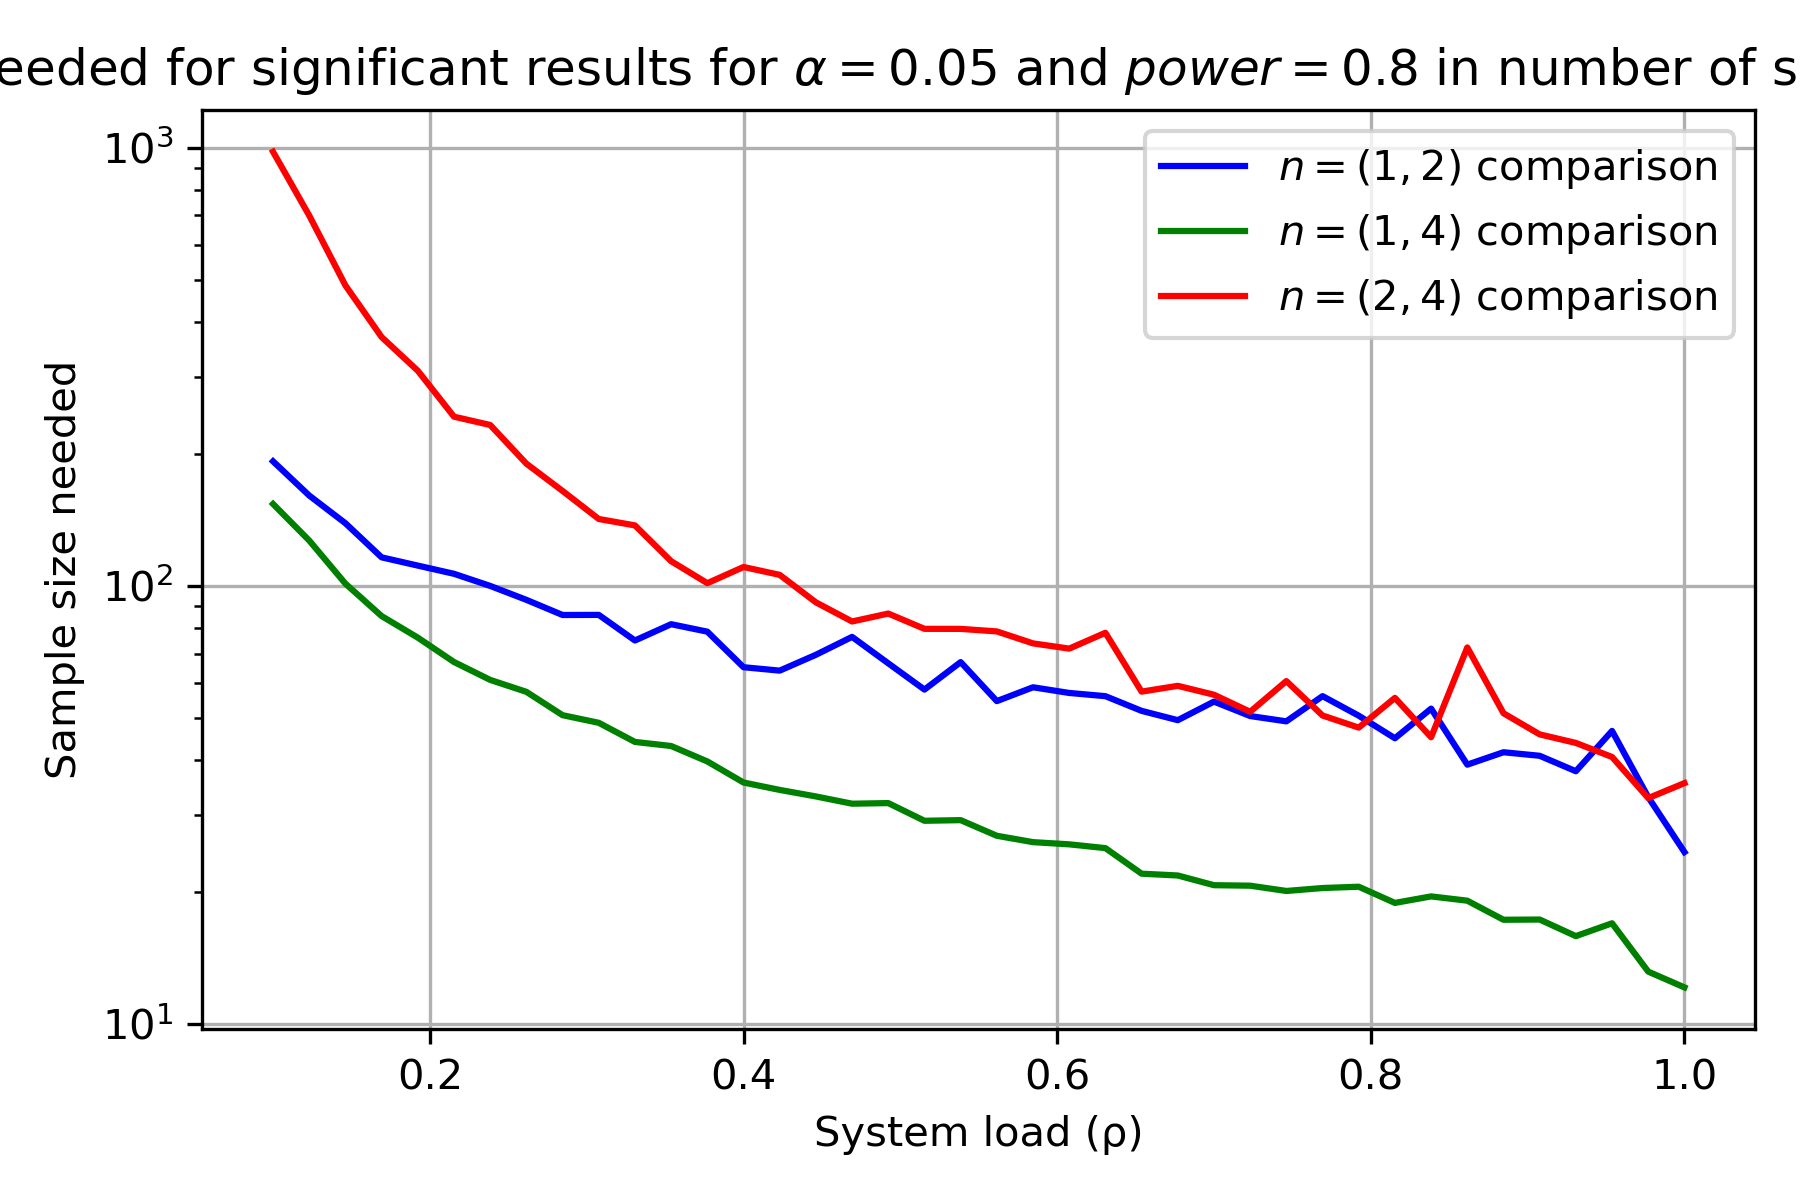 eeded for significant results for α = 0.05 and power = 0.8 in number of s
10³
n = (1, 2) comparison
n = (1, 4) comparison
n = (2, 4) comparison
Sample size needed
10²
10¹
0.2 0.4 0.6 0.8 1.0
System load (ρ)